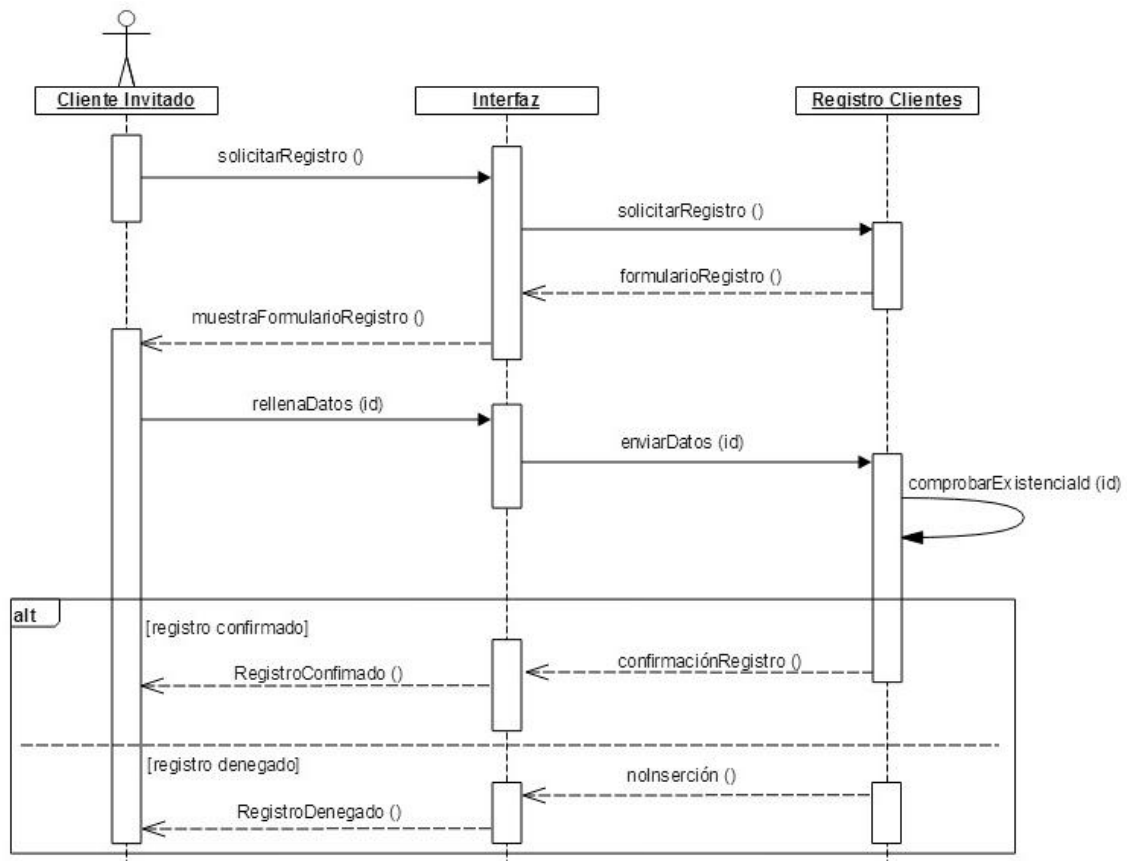 Cliente Invitado
Interfaz
Registro Clientes
solicitarRegistro ()
solicitarRegistro ()
formularioRegistro ()
muestraFormularioRegistro ()
rellenaDatos (id)
enviarDatos (id)
comprobarExistenciaId (id)
alt
[registro confirmado]
confirmaciónRegistro ()
RegistroConfimado ()
[registro denegado]
noInserción ()
RegistroDenegado ()